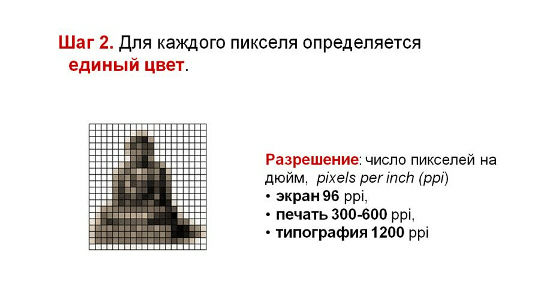 Шаг 2. Для каждого пикселя определяется
единый цвет.
Разрешение: число пикселей на
дюйм, pixels per inch (ppi)
• экран 96 ppi,
• печать 300-600 ppi,
• типография 1200 ppi